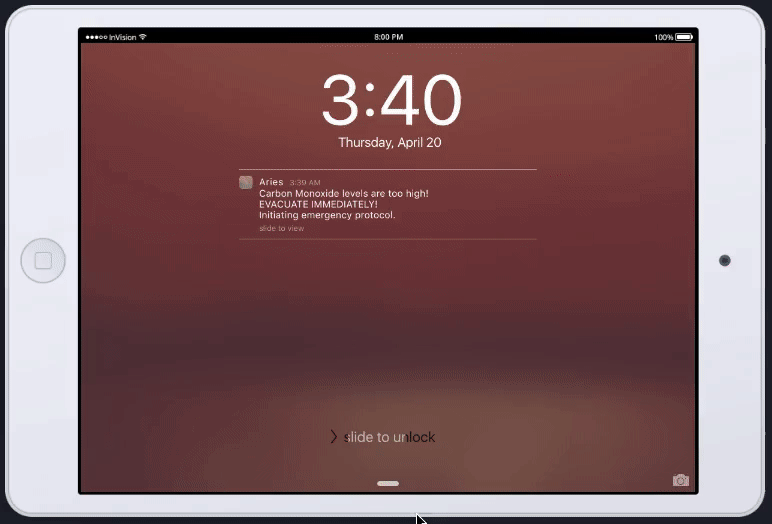 InVision 8:00 PM 100%
3:40
Thursday, April 20
Aries 3:39 AM
Carbon Monoxide levels are too high!
EVACUATE IMMEDIATELY!
Initiating emergency protocol.
slide to view
slide to unlock